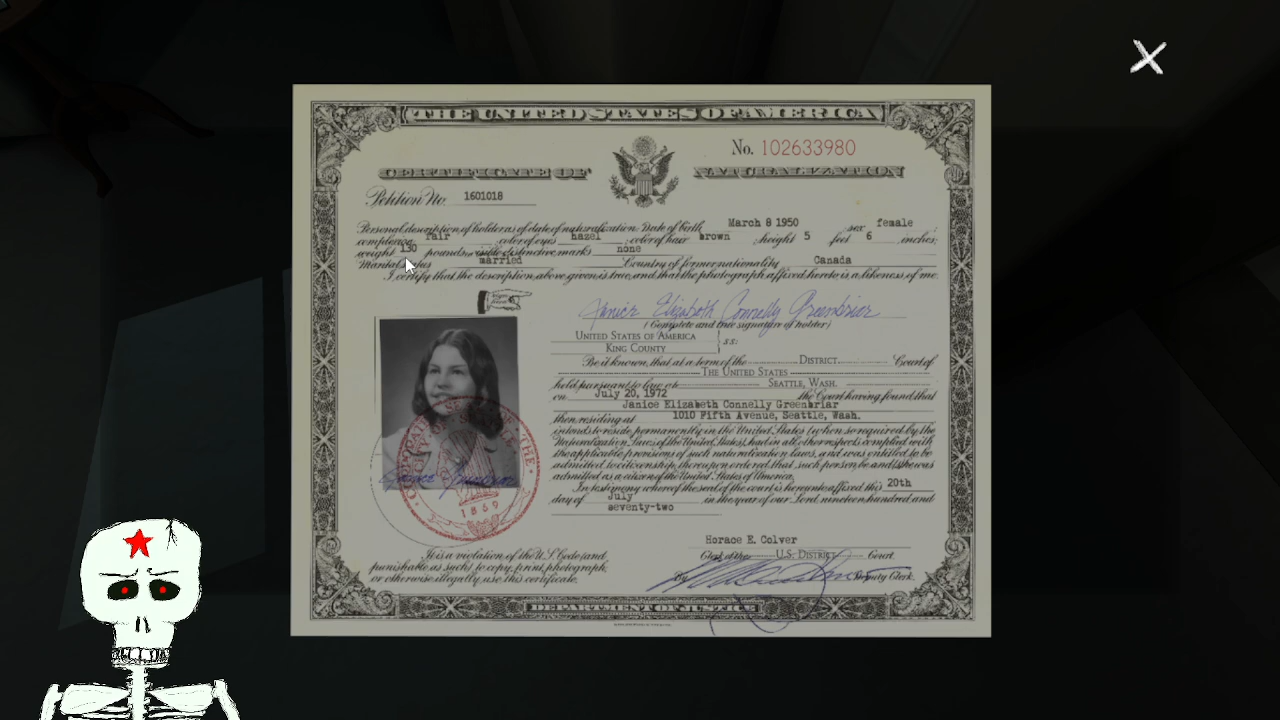 THE UNITED STATES OF AMERICA
No. 102633980
CERTIFICATE OF NATURALIZATION
Petition No 1601018
Personal description of holder as of date of naturalization: Date of birth March 8 1950 sex female
complexion Fair color of eyes hazel color of hair brown height 5 feet 6 inches;
weight 130 pounds; visible distinctive marks none
Marital status married Country of former nationality Canada
I certify that the description above given is true, and that the photograph affixed hereto is a likeness of me.
Janice Elizabeth Connelly Greenbriar
(Complete and true signature of holder)
UNITED STATES OF AMERICA
KING COUNTY
ss:
Be it known, that at a term of the DISTRICT Court of
THE UNITED STATES
held pursuant to law at SEATTLE, WASH.
on July 20, 1972 the Court having found that
Janice Elizabeth Connelly Greenbriar
then residing at 1010 Fifth Avenue, Seattle, Wash.
intends to reside permanently in the United States (when so required by the
Naturalization Laws of the United States), had in all other respects complied with
the applicable provisions of such naturalization laws, and was entitled to be
admitted to citizenship, thereupon ordered that such person be and (s)he was
admitted as a citizen of the United States of America.
In testimony whereof the seal of the court is hereunto affixed this 20th
day of July in the year of our Lord nineteen hundred and
seventy-two
Janice Greenbriar
1869
Horace E. Colver
Clerk of the U.S. DISTRICT Court
By Deputy Clerk.
It is a violation of the U.S. Code (and
punishable as such) to copy, print, photograph,
or otherwise illegally use this certificate.
DEPARTMENT OF JUSTICE